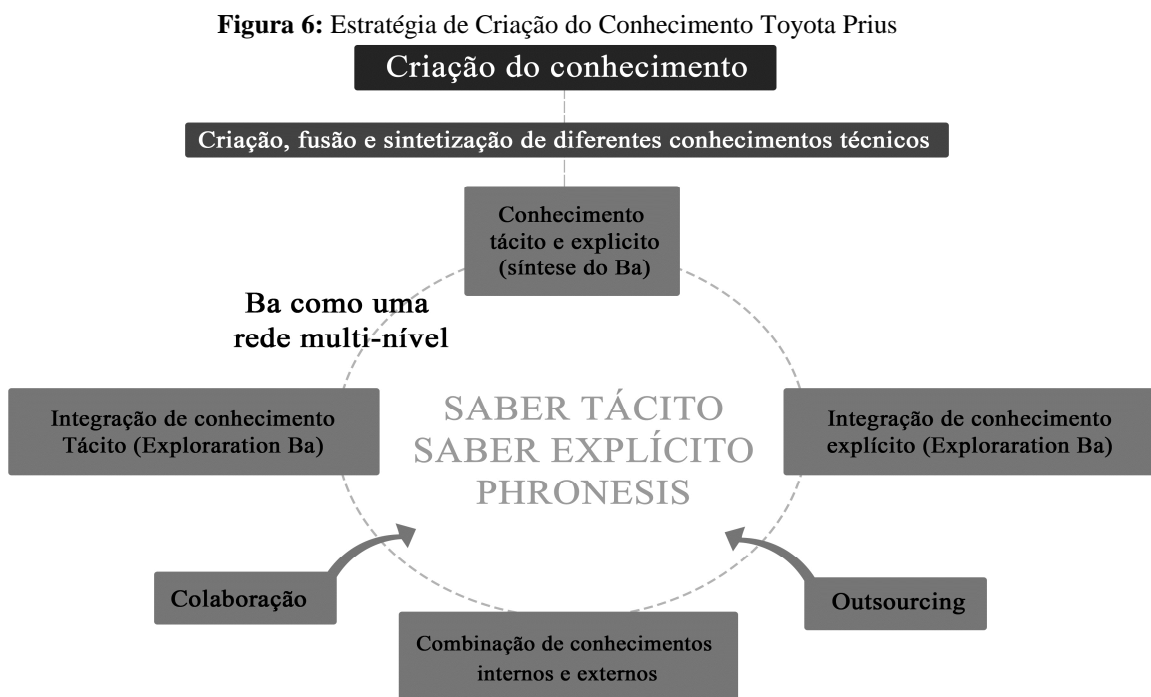 Figura 6: Estratégia de Criação do Conhecimento Toyota Prius
Criação do conhecimento
Criação, fusão e sintetização de diferentes conhecimentos técnicos
Conhecimento
tácito e explicito
(síntese do Ba)
Ba como uma
rede multi-nível
Integração de conhecimento
Tácito (Exploraration Ba)
SABER TÁCITO
SABER EXPLÍCITO
PHRONESIS
Integração de conhecimento
explícito (Exploraration Ba)
Colaboração
Outsourcing
Combinação de conhecimentos
internos e externos